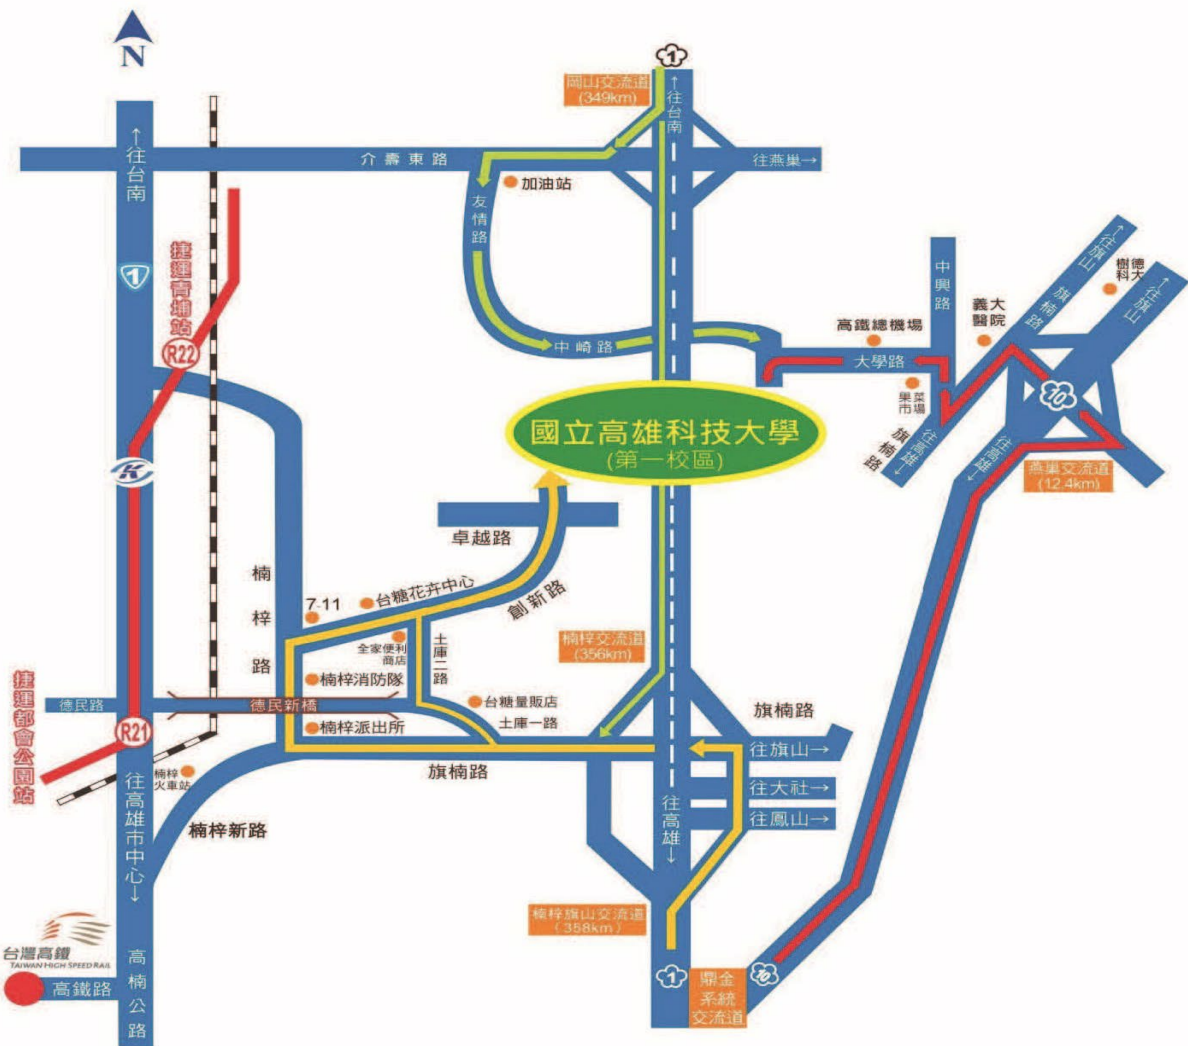 N
1
岡山交流道
(349km)
↑往台南
↑往台南
介壽東路
往燕巢→
加油站
友情路
捷運青埔站
1
R22
中崎路
高鐵總機場
中興路
大學路
果菜
市場
義大
醫院
↑往旗山
旗楠路
德
樹
科大
↑往旗山
10
旗楠路
往高雄↓
往高雄↓
燕巢交流道
(12.4km)
國立高雄科技大學
(第一校區)
K
卓越路
楠梓路
7-11
台糖花卉中心
創新路
全家便利
商店
土庫二路
楠梓交流道
(356km)
楠梓消防隊
捷運都會公園站
德民路
德民新橋
台糖量販店
R21
楠梓派出所
土庫一路
旗楠路
往旗山→
楠梓
火車站
旗楠路
往大社→
往鳳山→
往高雄↓
往高雄市中心↓
楠梓新路
楠梓旗山交流道
(358km)
台灣高鐵
TAIWAN HIGH SPEED RAIL
高鐵路
高楠公路
1
鼎金
系統
交流道
10